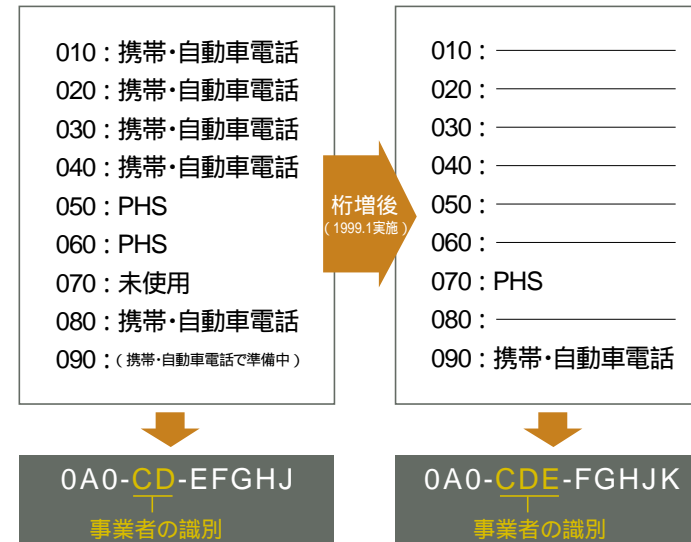 010：携帯・自動車電話
020：携帯・自動車電話
030：携帯・自動車電話
040：携帯・自動車電話
050：PHS
060：PHS
070：未使用
080：携帯・自動車電話
090：（携帯・自動車電話で準備中）
0A0-CD-EFGHJ
事業者の識別
桁増後
（1999.1実施）
010：
020：
030：
040：
050：
060：
070：PHS
080：
090：携帯・自動車電話
0A0-CDE-FGHJK
事業者の識別